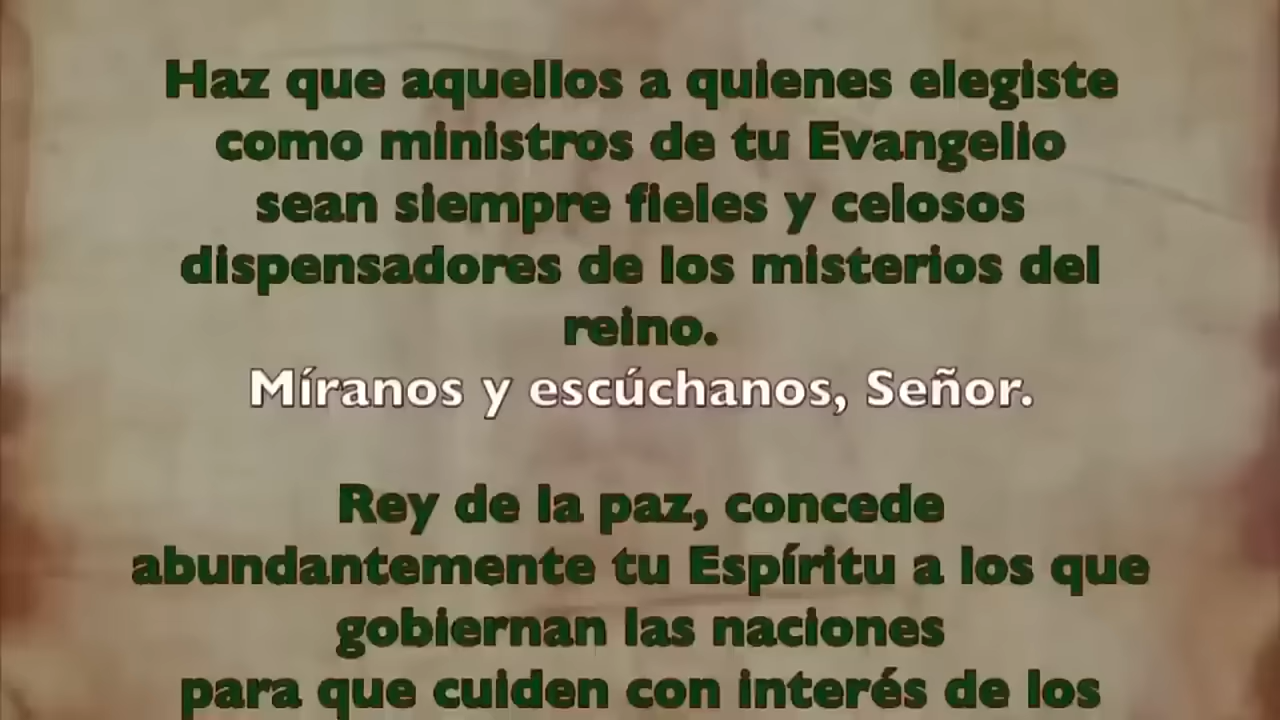 Haz que aquellos a quienes elegiste
como ministros de tu Evangelio
sean siempre fieles y celosos
dispensadores de los misterios del
reino.
Míranos y escúchanos, Señor.
Rey de la paz, concede
abundantemente tu Espíritu a los que
gobiernan las naciones
para que cuiden con interés de los